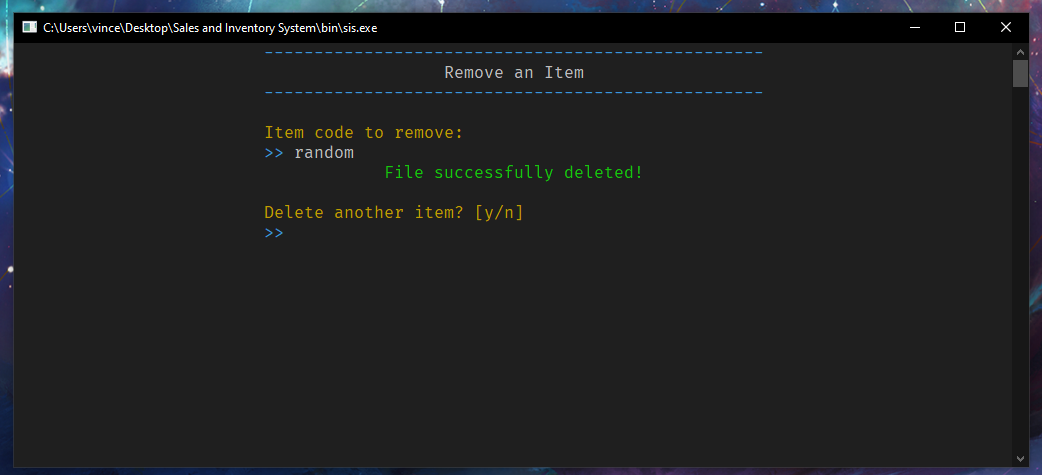 C:\Users\vince\Desktop\Sales and Inventory System\bin\sis.exe
--------------------------------------------------
Remove an Item
--------------------------------------------------
Item code to remove:
>> random
File successfully deleted!
Delete another item? [y/n]
>>